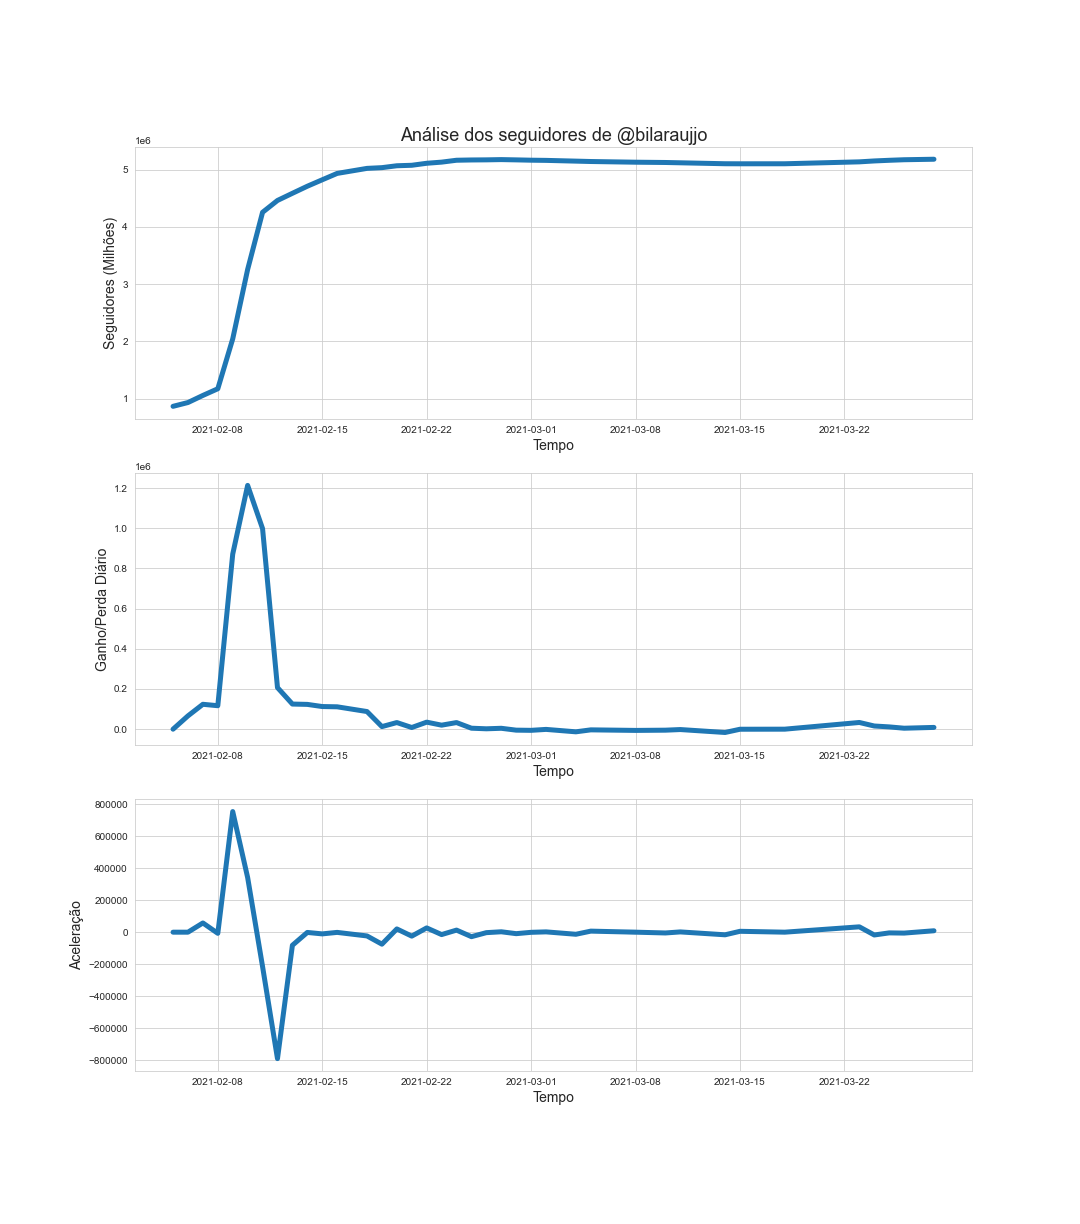 Análise dos seguidores de @bilaraujjo
1e6
Seguidores (Milhões)
5
4
3
2
1
2021-02-08 2021-02-15 2021-02-22 2021-03-01 2021-03-08 2021-03-15 2021-03-22
Tempo
1e6
Ganho/Perda Diário
1.2
1.0
0.8
0.6
0.4
0.2
0.0
2021-02-08 2021-02-15 2021-02-22 2021-03-01 2021-03-08 2021-03-15 2021-03-22
Tempo
Aceleração
800000
600000
400000
200000
0
−200000
−400000
−600000
−800000
2021-02-08 2021-02-15 2021-02-22 2021-03-01 2021-03-08 2021-03-15 2021-03-22
Tempo